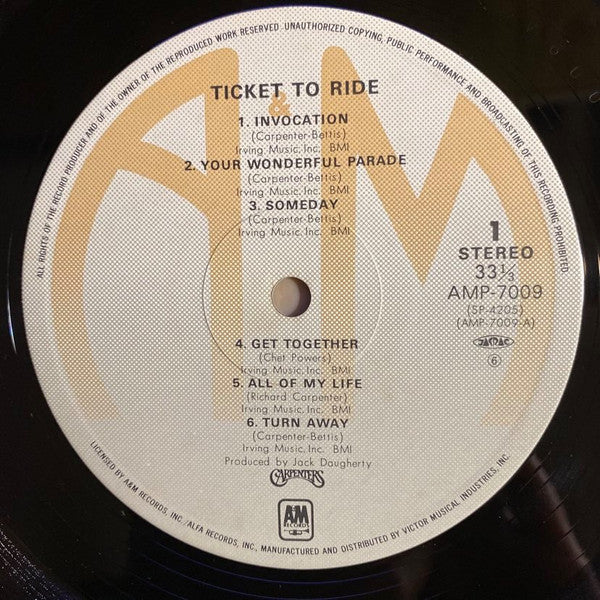 ALL RIGHTS OF THE RECORD PRODUCER AND OF THE OWNER OF THE REPRODUCED WORK RESERVED. UNAUTHORIZED COPYING, PUBLIC PERFORMANCE AND BROADCASTING OF THIS RECORDING PROHIBITED
A&M
TICKET TO RIDE
1. INVOCATION
(Carpenter-Bettis)
Irving Music, Inc. BMI
2. YOUR WONDERFUL PARADE
(Carpenter-Bettis)
Irving Music, Inc. BMI
3. SOMEDAY
(Carpenter-Bettis)
Irving Music, Inc. BMI
1
STEREO
33⅓
AMP-7009
(SP-4205)
(AMP-7009-A)
JASRAC
⑥
4. GET TOGETHER
(Chet Powers)
Irving Music, Inc. BMI
5. ALL OF MY LIFE
(Richard Carpenter)
Irving Music, Inc. BMI
6. TURN AWAY
(Carpenter-Bettis)
Irving Music, Inc. BMI
Produced by Jack Daugherty
CARPENTERS
A&M
RECORDS
LICENSED BY A&M RECORDS, INC./ALFA RECORDS, INC., MANUFACTURED AND DISTRIBUTED BY VICTOR MUSICAL INDUSTRIES, INC.